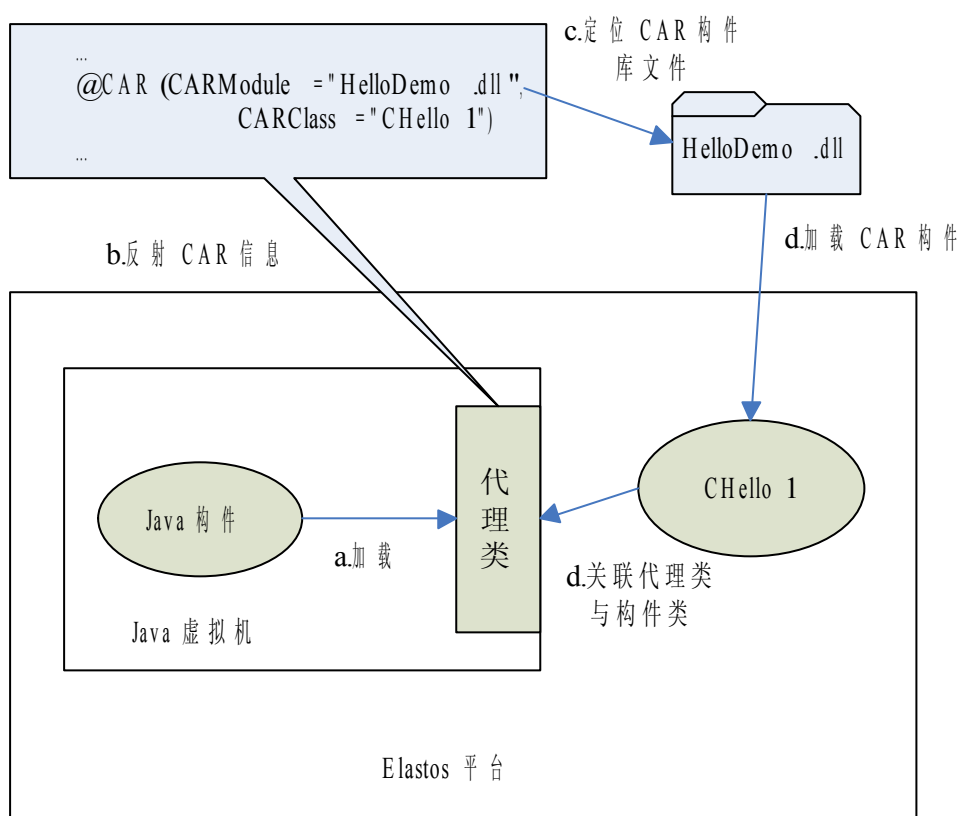 c.定位 CAR 构件
库文件
...
@CAR (CARModule ="HelloDemo .dll ",
CARClass ="CHello 1")
...
HelloDemo .dll
b.反射 CAR 信息
d.加载 CAR 构件
代
理
类
CHello 1
Java 构件
a.加载
d.关联代理类
与构件类
Java 虚拟机
Elastos 平台